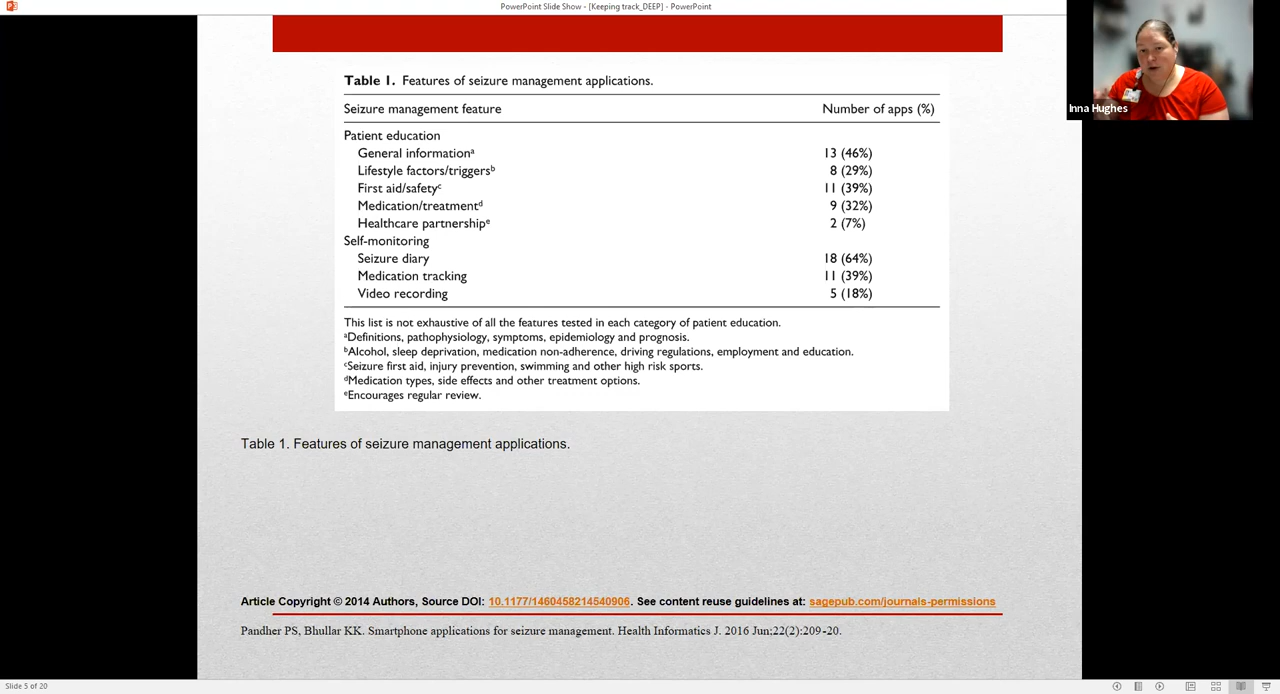 PowerPoint Slide Show - [Keeping track_DEEP] - PowerPoint
Inna Hughes
Table 1. Features of seizure management applications.
Seizure management feature Number of apps (%)
Patient education
General informationᵃ 13 (46%)
Lifestyle factors/triggersᵇ 8 (29%)
First aid/safetyᶜ 11 (39%)
Medication/treatmentᵈ 9 (32%)
Healthcare partnershipᵉ 2 (7%)
Self-monitoring
Seizure diary 18 (64%)
Medication tracking 11 (39%)
Video recording 5 (18%)
This list is not exhaustive of all the features tested in each category of patient education.
ᵃDefinitions, pathophysiology, symptoms, epidemiology and prognosis.
ᵇAlcohol, sleep deprivation, medication non-adherence, driving regulations, employment and education.
ᶜSeizure first aid, injury prevention, swimming and other high risk sports.
ᵈMedication types, side effects and other treatment options.
ᵉEncourages regular review.
Table 1. Features of seizure management applications.
Article Copyright © 2014 Authors, Source DOI: 10.1177/1460458214540906. See content reuse guidelines at: sagepub.com/journals-permissions
Pandher PS, Bhullar KK. Smartphone applications for seizure management. Health Informatics J. 2016 Jun;22(2):209-20.
Slide 5 of 20